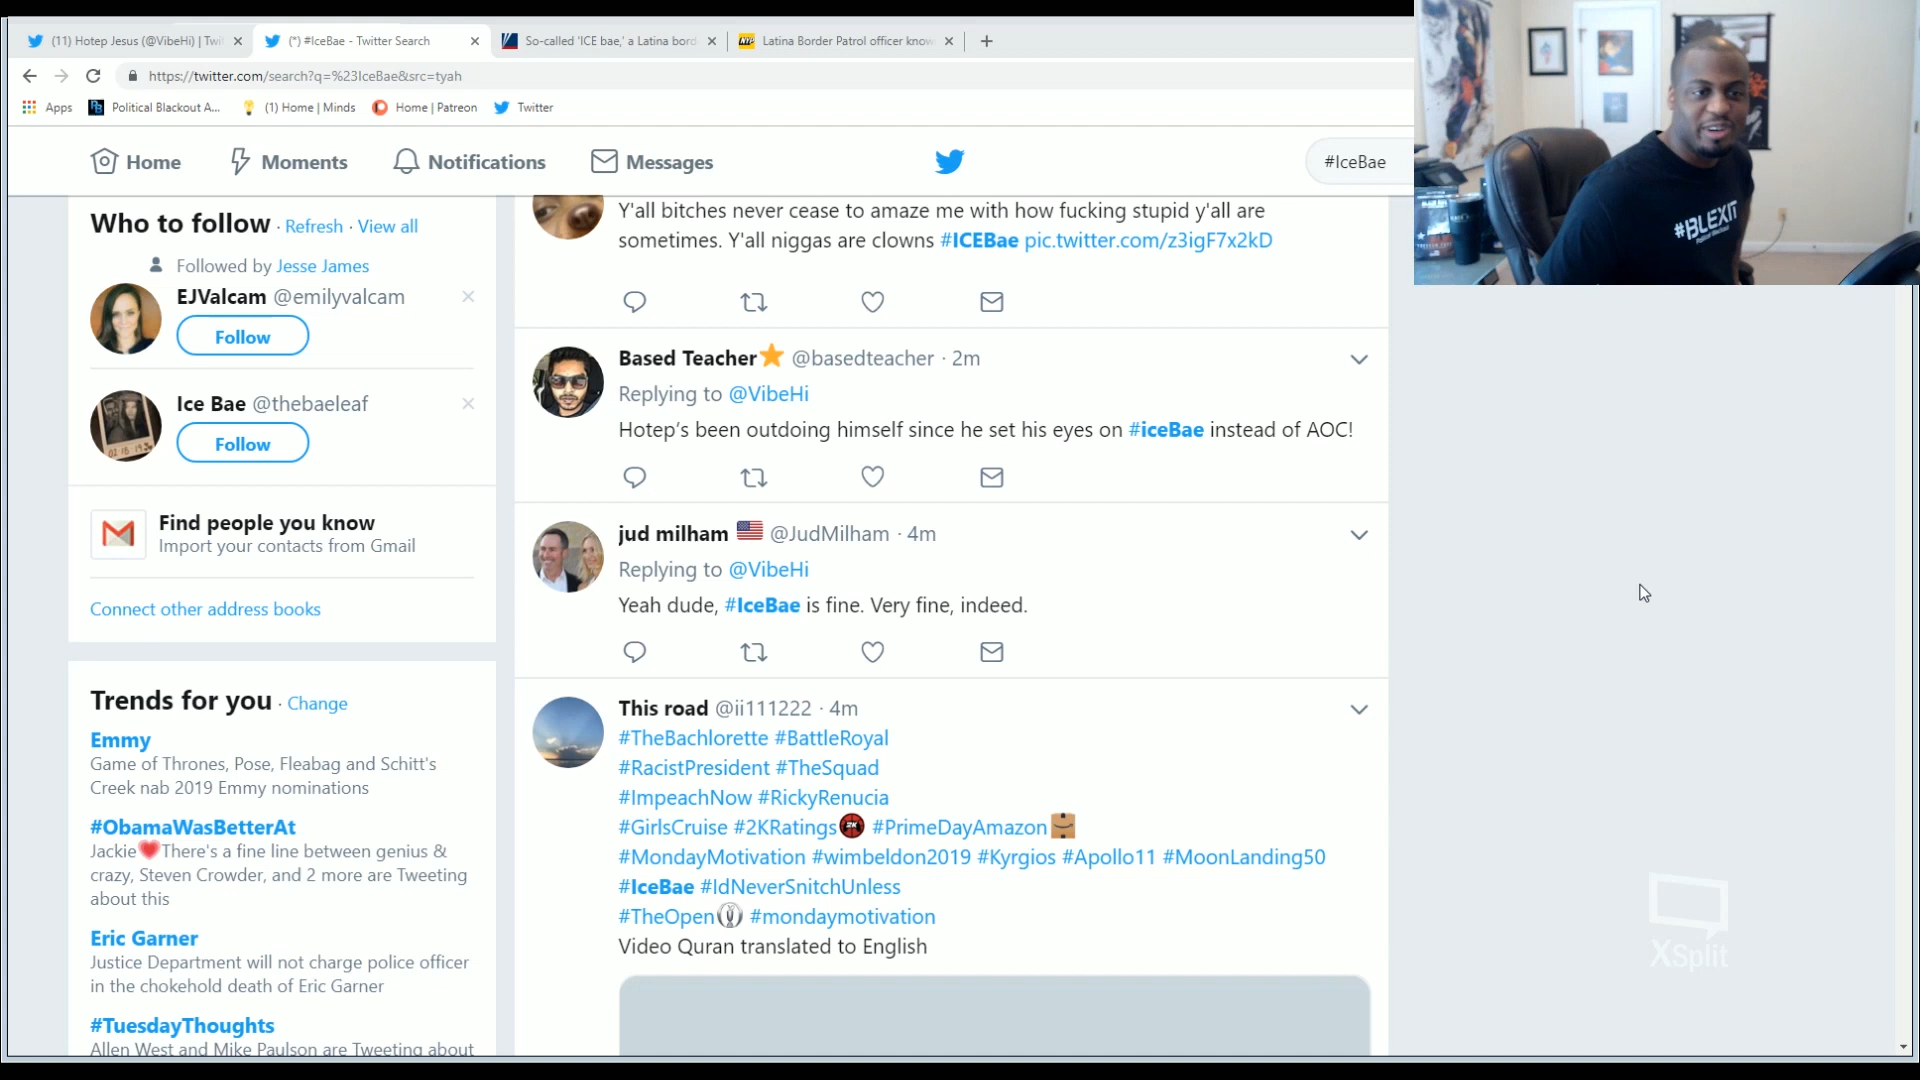 (11) Hotep Jesus (@VibeHi) | Twi
(*) #IceBae - Twitter Search
So-called 'ICE bae,' a Latina bord
Latina Border Patrol officer know
https://twitter.com/search?q=%23IceBae&src=tyah
Apps
Political Blackout A...
(1) Home | Minds
Home | Patreon
Twitter
Home
Moments
Notifications
Messages
#IceBae
#BLEXIT
Who to follow · Refresh · View all
Followed by Jesse James
EJValcam @emilyvalcam
Follow
Ice Bae @thebaeleaf
Follow
Find people you know
Import your contacts from Gmail
Connect other address books
Trends for you · Change
Emmy
Game of Thrones, Pose, Fleabag and Schitt's
Creek nab 2019 Emmy nominations
#ObamaWasBetterAt
Jackie❤️There's a fine line between genius &
crazy, Steven Crowder, and 2 more are Tweeting
about this
Eric Garner
Justice Department will not charge police officer
in the chokehold death of Eric Garner
#TuesdayThoughts
Allen West and Mike Paulson are Tweeting about
Y'all bitches never cease to amaze me with how fucking stupid y'all are
sometimes. Y'all niggas are clowns #ICEBae pic.twitter.com/z3igF7x2kD
Based Teacher⭐ @basedteacher · 2m
Replying to @VibeHi
Hotep's been outdoing himself since he set his eyes on #iceBae instead of AOC!
jud milham 🇺🇸 @JudMilham · 4m
Replying to @VibeHi
Yeah dude, #IceBae is fine. Very fine, indeed.
This road @ii111222 · 4m
#TheBachlorette #BattleRoyal
#RacistPresident #TheSquad
#ImpeachNow #RickyRenucia
#GirlsCruise #2KRatings #PrimeDayAmazon
#MondayMotivation #wimbeldon2019 #Kyrgios #Apollo11 #MoonLanding50
#IceBae #IdNeverSnitchUnless
#TheOpen #mondaymotivation
Video Quran translated to English
XSplit